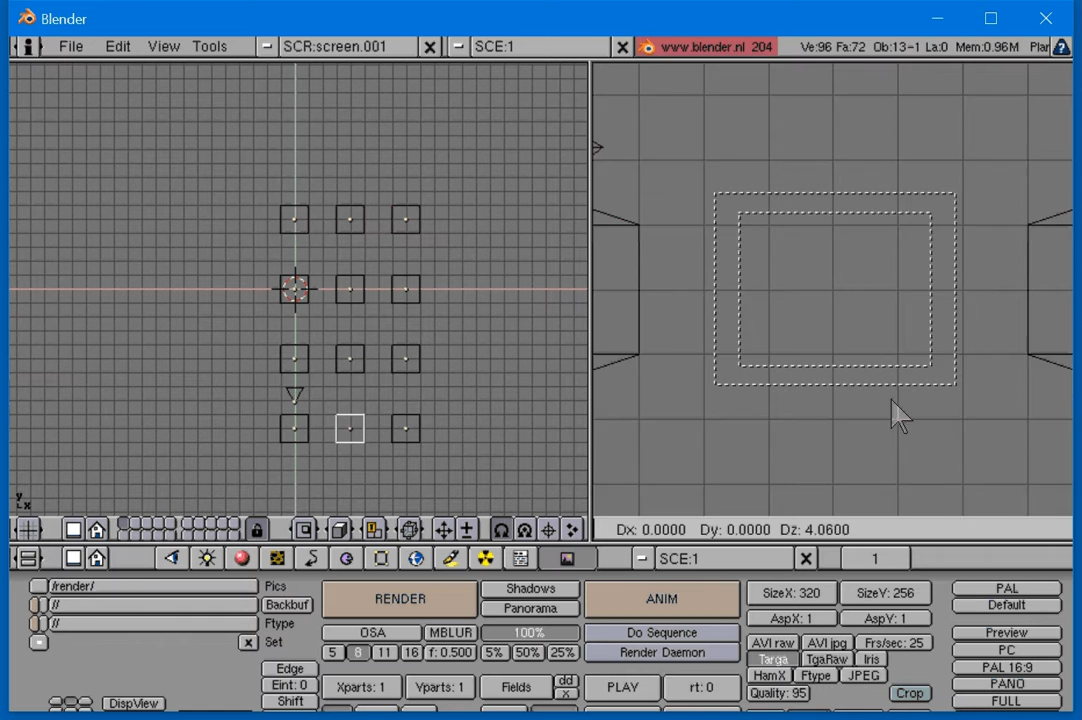 Blender
File Edit View Tools - SCR:screen.001 - SCE:1 www.blender.nl 204 Ve:96 Fa:72 Ob:13-1 La:0 Mem:0.96M Plar
Y
X
Dx: 0.0000 Dy: 0.0000 Dz: 4.0600
- SCE:1 1
/render/ Pics
// Backbuf
// Ftype
Set
RENDER Shadows ANIM SizeX: 320 SizeY: 256 PAL
Panorama Default
AspX: 1 AspY: 1
OSA MBLUR 100% Do Sequence Preview
AVI raw AVI jpg Frs/sec: 25
5 8 11 16 f: 0.500 5% 50% 25% Render Daemon PC
Targa TgaRaw Iris
Edge PAL 16:9
HamX Ftype JPEG
Eint: 0 Xparts: 1 Yparts: 1 Fields dd PLAY rt: 0 PANO
x Quality: 95 Crop
DispView Shift FULL